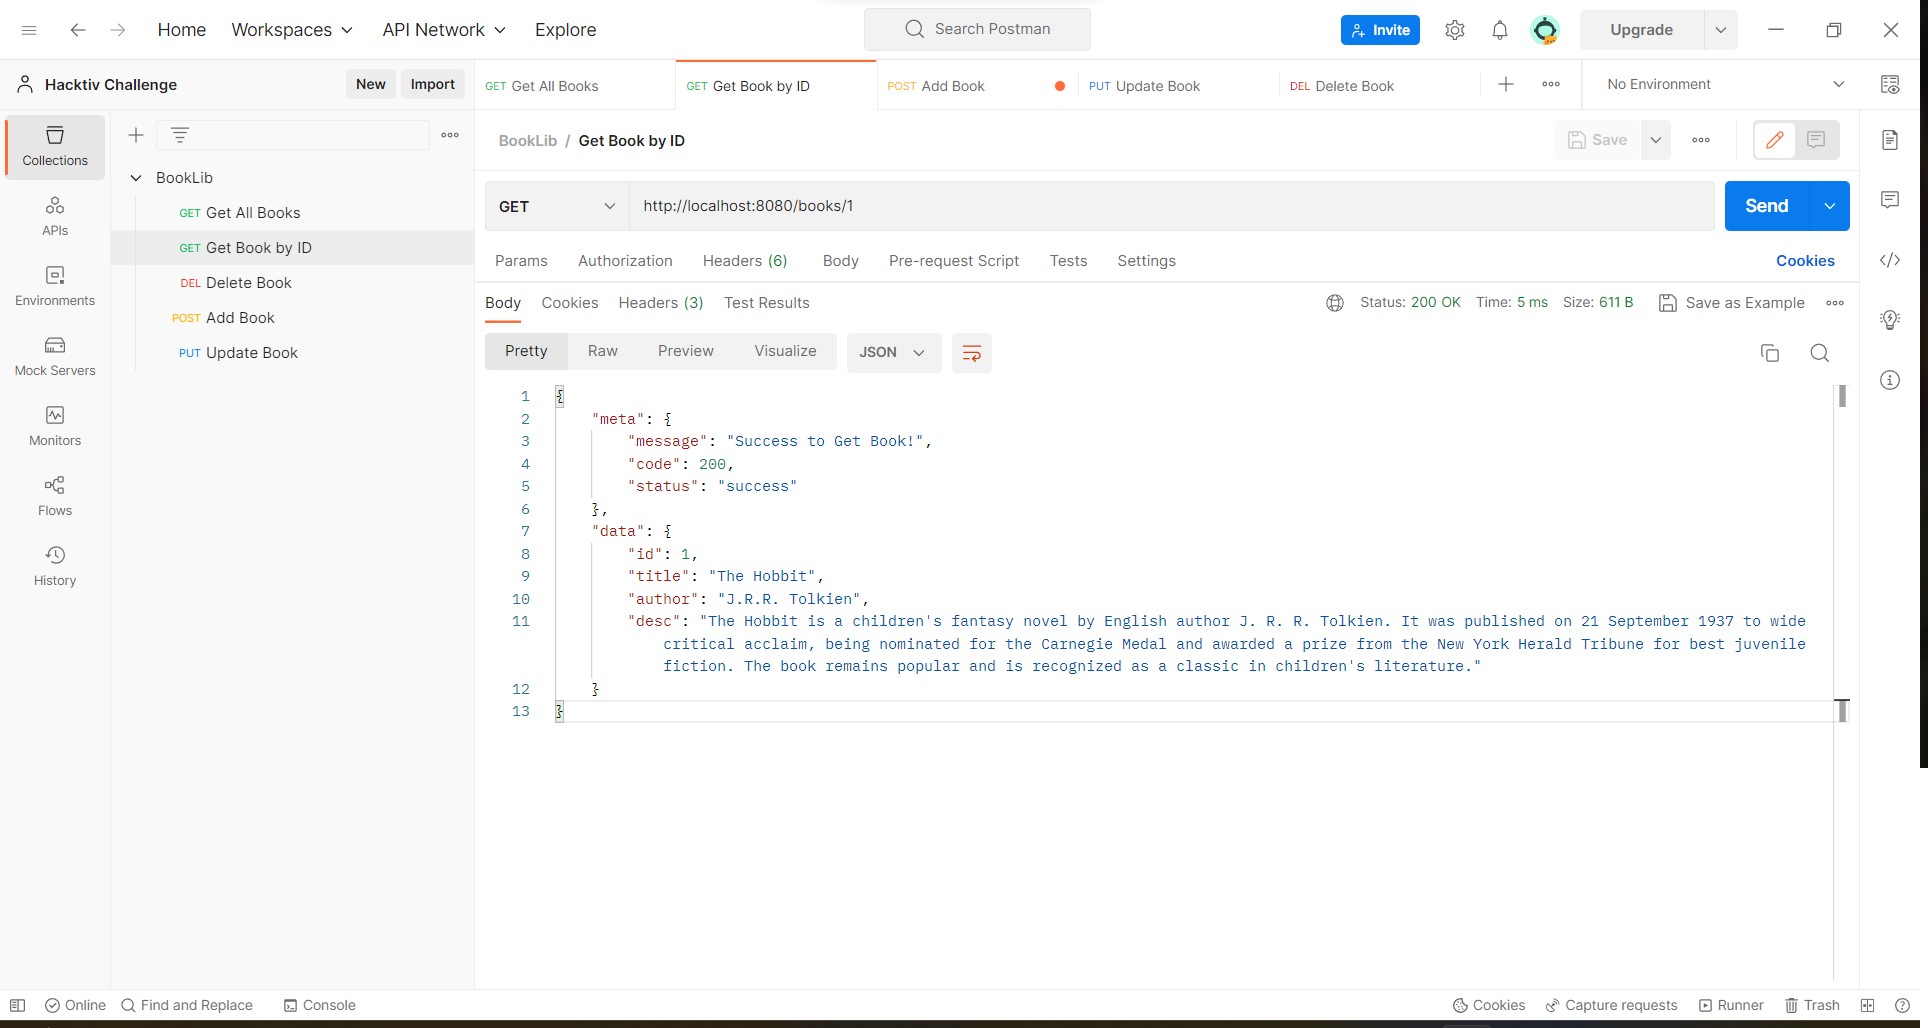 Home Workspaces API Network Explore Search Postman Invite Upgrade
Hacktiv Challenge New Import
GET Get All Books GET Get Book by ID POST Add Book PUT Update Book DEL Delete Book No Environment
Collections
APIs
Environments
Mock Servers
Monitors
Flows
History
BookLib
GET Get All Books
GET Get Book by ID
DEL Delete Book
POST Add Book
PUT Update Book
BookLib / Get Book by ID Save
GET http://localhost:8080/books/1 Send
Params Authorization Headers (6) Body Pre-request Script Tests Settings Cookies
Body Cookies Headers (3) Test Results Status: 200 OK Time: 5 ms Size: 611 B Save as Example
Pretty Raw Preview Visualize JSON
1 {
2 "meta": {
3 "message": "Success to Get Book!",
4 "code": 200,
5 "status": "success"
6 },
7 "data": {
8 "id": 1,
9 "title": "The Hobbit",
10 "author": "J.R.R. Tolkien",
11 "desc": "The Hobbit is a children's fantasy novel by English author J. R. R. Tolkien. It was published on 21 September 1937 to wide
critical acclaim, being nominated for the Carnegie Medal and awarded a prize from the New York Herald Tribune for best juvenile
fiction. The book remains popular and is recognized as a classic in children's literature."
12 }
13 }
Online Find and Replace Console Cookies Capture requests Runner Trash